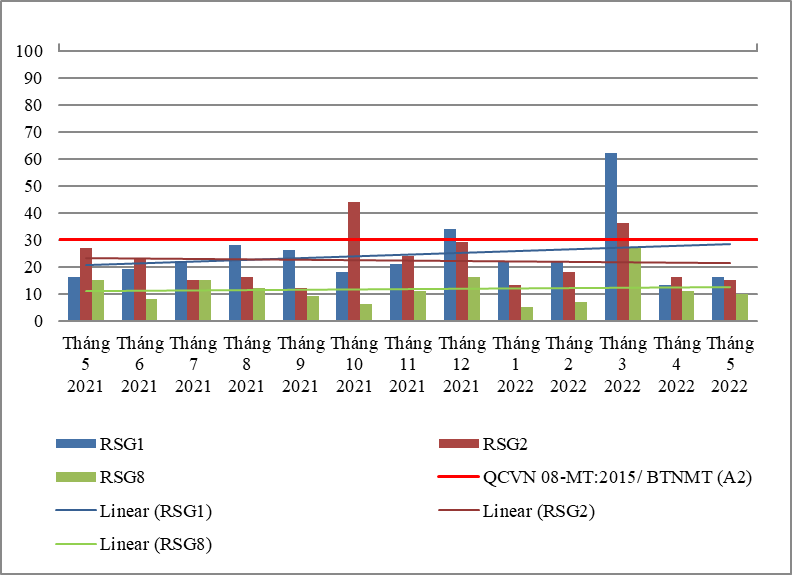 100
90
80
70
60
50
40
30
20
10
0
Tháng Tháng Tháng Tháng Tháng Tháng Tháng Tháng Tháng Tháng Tháng Tháng Tháng
5 6 7 8 9 10 11 12 1 2 3 4 5
2021 2021 2021 2021 2021 2021 2021 2021 2022 2022 2022 2022 2022
RSG1 RSG2
RSG8 QCVN 08-MT:2015/ BTNMT (A2)
Linear (RSG1) Linear (RSG2)
Linear (RSG8)